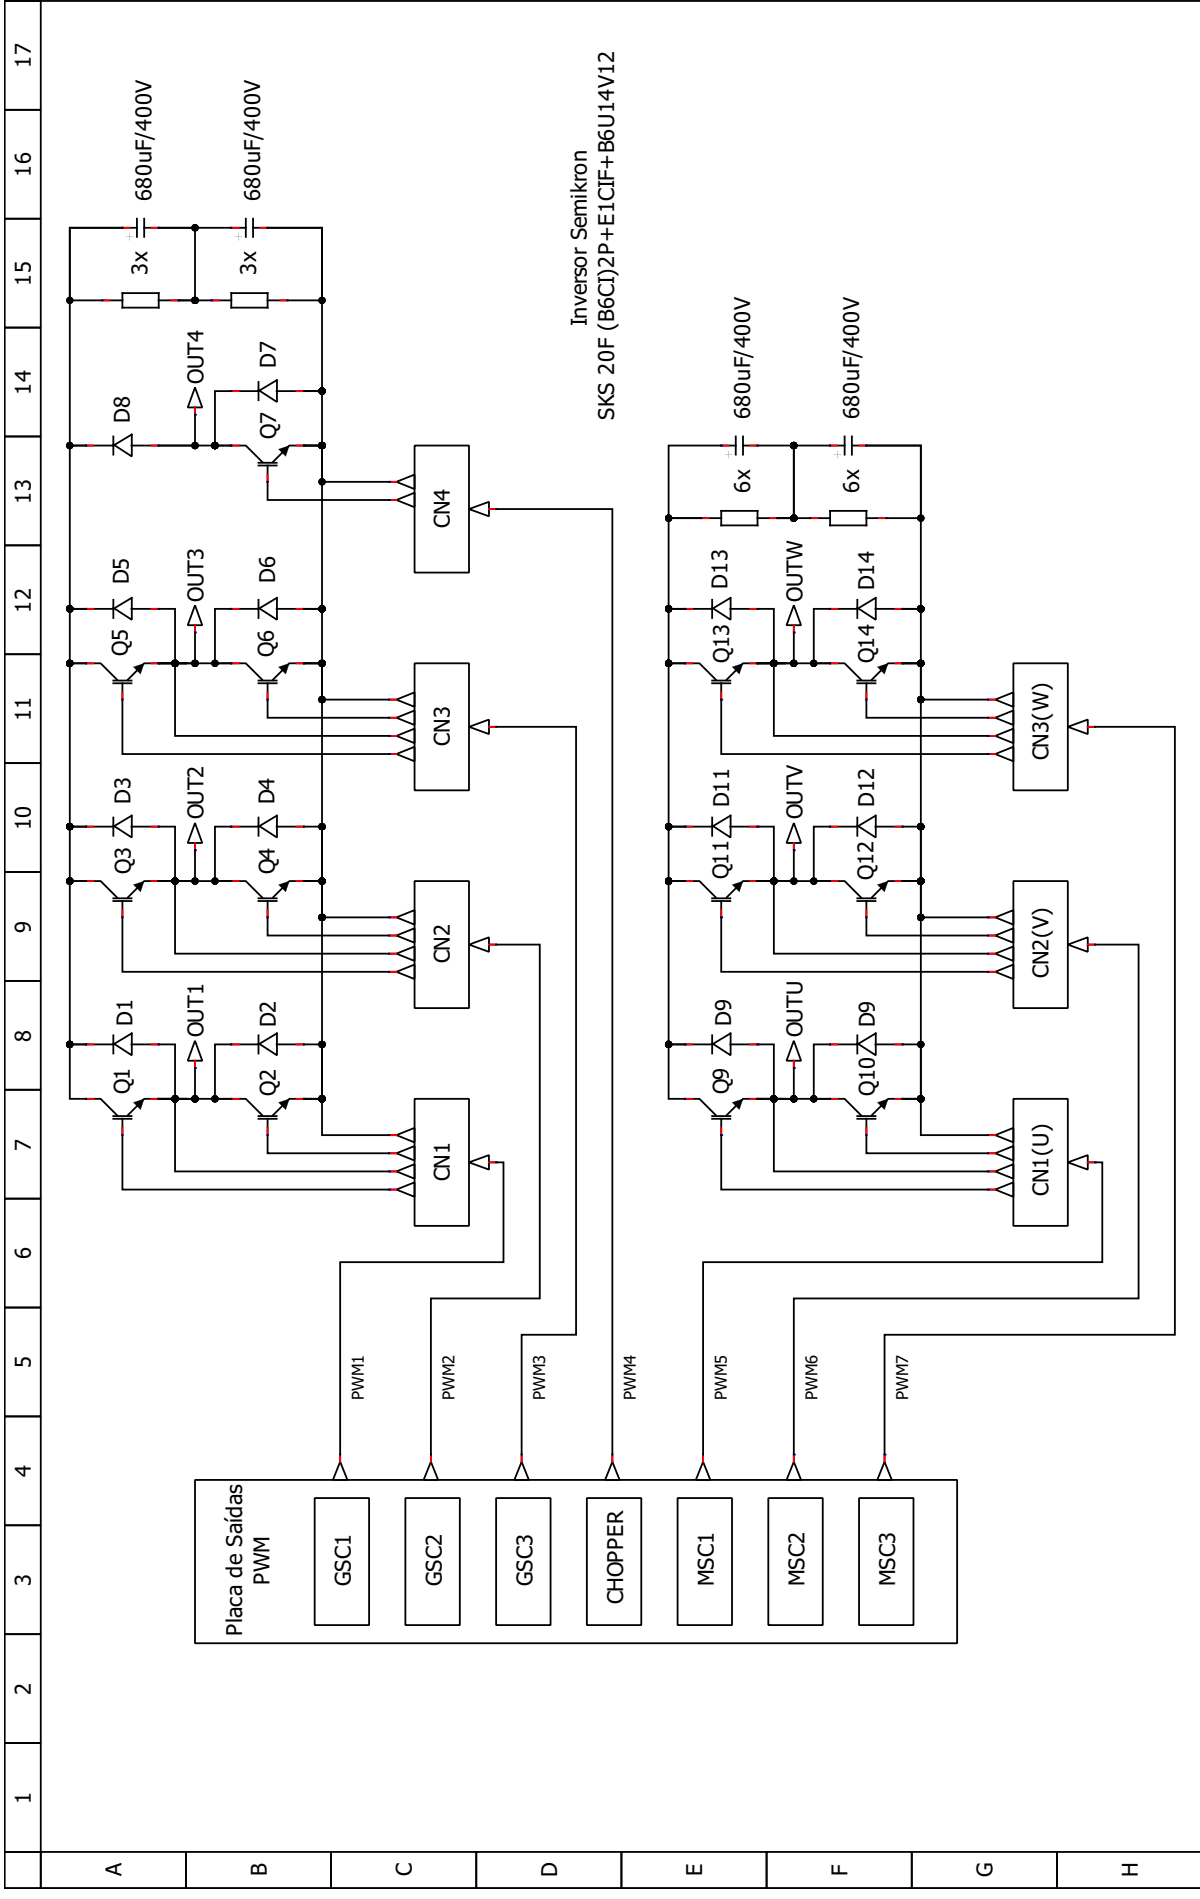 1
2
3
4
5
6
7
8
9
10
11
12
13
14
15
16
17
A
B
C
D
E
F
G
H
Placa de Saídas
PWM
GSC1
GSC2
GSC3
CHOPPER
MSC1
MSC2
MSC3
PWM1
PWM2
PWM3
PWM4
PWM5
PWM6
PWM7
Q1
D1
OUT1
Q2
D2
CN1
Q3
D3
OUT2
Q4
D4
CN2
Q5
D5
OUT3
Q6
D6
CN3
D8
OUT4
Q7
D7
CN4
3x
680uF/400V
3x
680uF/400V
Inversor Semikron
SKS 20F (B6CI)2P+E1CIF+B6U14V12
Q9
D9
OUTU
Q10
D9
CN1(U)
Q11
D11
OUTV
Q12
D12
CN2(V)
Q13
D13
OUTW
Q14
D14
CN3(W)
6x
680uF/400V
6x
680uF/400V